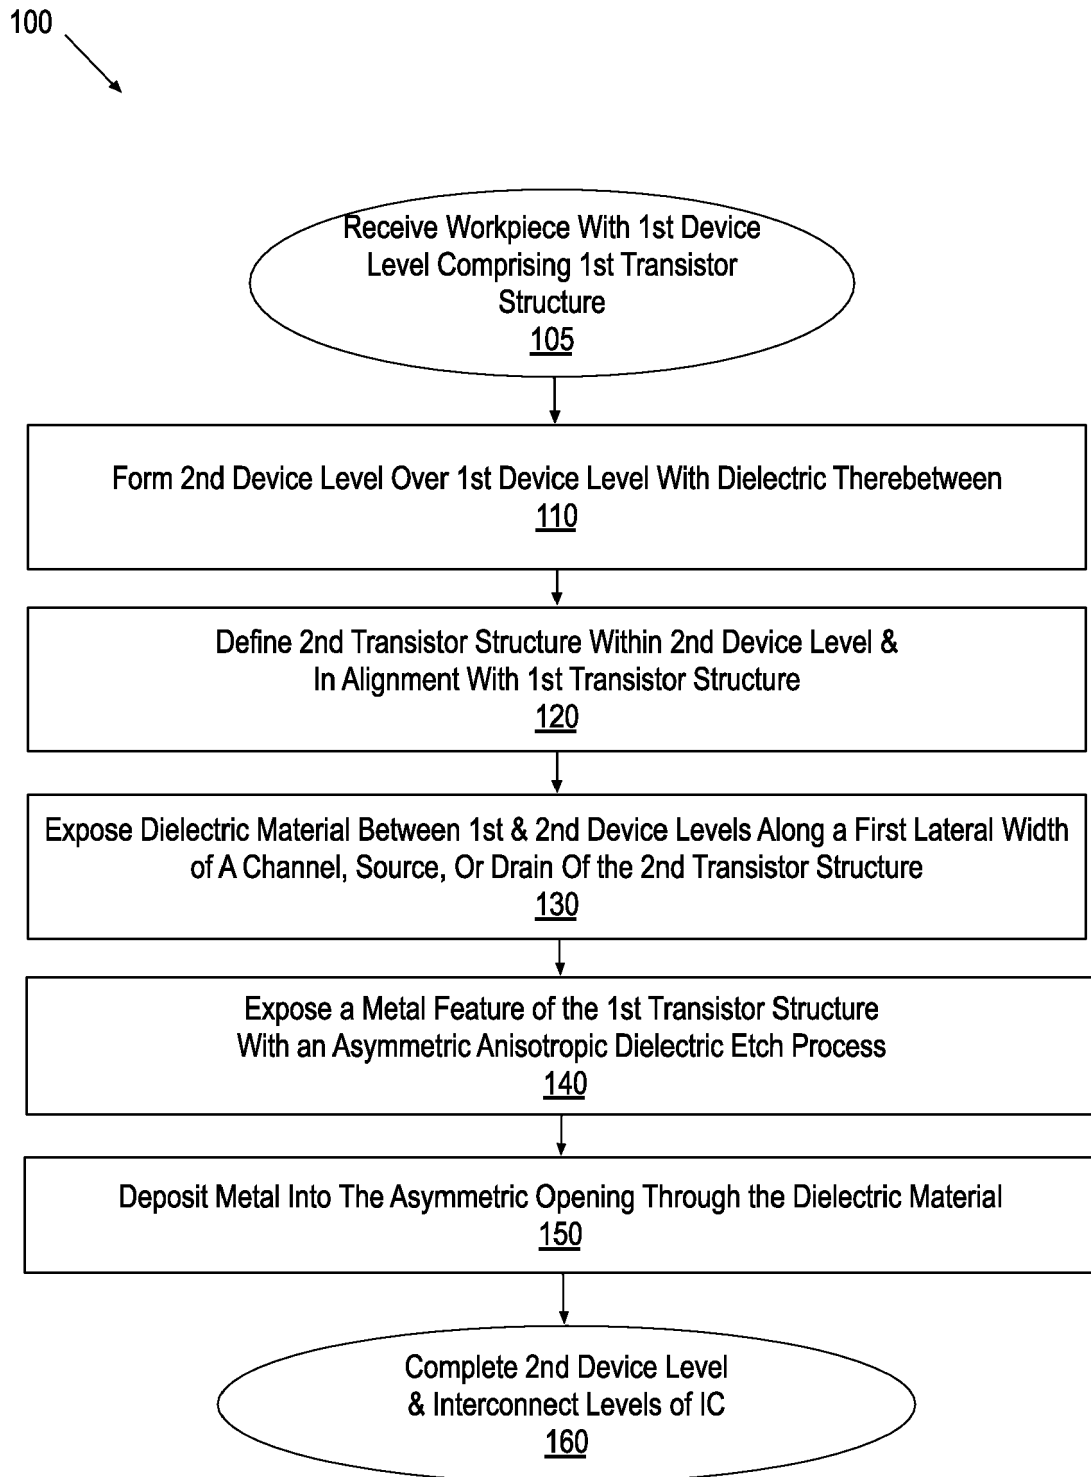 100
Receive Workpiece With 1st Device
Level Comprising 1st Transistor
Structure
105
Form 2nd Device Level Over 1st Device Level With Dielectric Therebetween
110
Define 2nd Transistor Structure Within 2nd Device Level &
In Alignment With 1st Transistor Structure
120
Expose Dielectric Material Between 1st & 2nd Device Levels Along a First Lateral Width
of A Channel, Source, Or Drain Of the 2nd Transistor Structure
130
Expose a Metal Feature of the 1st Transistor Structure
With an Asymmetric Anisotropic Dielectric Etch Process
140
Deposit Metal Into The Asymmetric Opening Through the Dielectric Material
150
Complete 2nd Device Level
& Interconnect Levels of IC
160